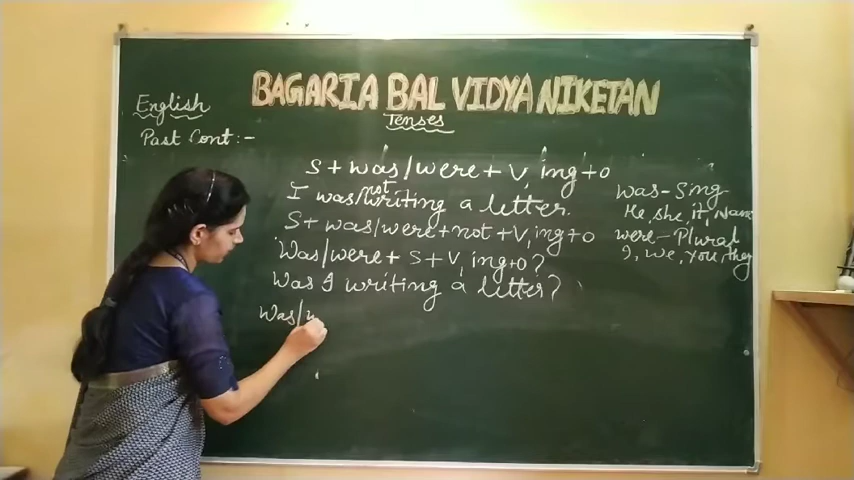 BAGARIA BAL VIDYA NIKETAN
English
Tenses
Past Cont:-
S + was/were + V, ing + o
I was/not writing a letter.
S + was/were + not + V, ing + o
Was/were + S + V, ing + o?
Was I writing a letter?
Was/w
was - Sing
He, she, it, Name
were - Plural
I, we, you, they